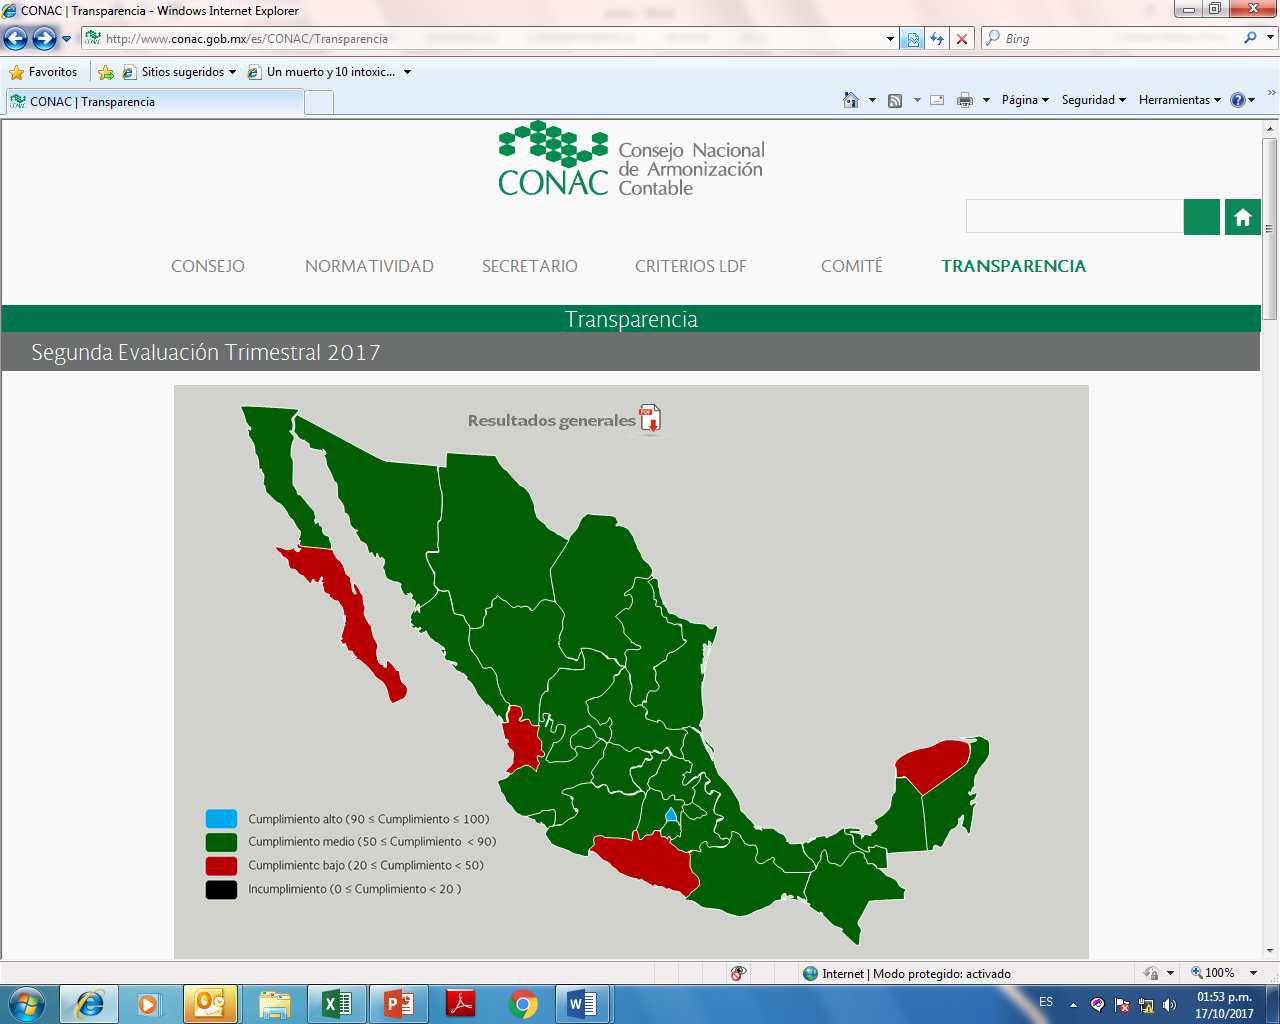 CONAC | Transparencia - Windows Internet Explorer
http://www.conac.gob.mx/es/CONAC/Transparencia
Bing
Favoritos
Sitios sugeridos
Un muerto y 10 intoxic...
CONAC | Transparencia
Página
Seguridad
Herramientas
»
CONAC
Consejo Nacional
de Armonización
Contable
CONSEJO NORMATIVIDAD SECRETARIO CRITERIOS LDF COMITÉ TRANSPARENCIA
Transparencia
Segunda Evaluación Trimestral 2017
Resultados generales
PDF
Cumplimiento alto (90 ≤ Cumplimiento ≤ 100)
Cumplimiento medio (50 ≤ Cumplimiento < 90)
Cumplimiento bajo (20 ≤ Cumplimiento < 50)
Incumplimiento (0 ≤ Cumplimiento < 20 )
Internet | Modo protegido: activado
100%
ES
01:53 p.m.
17/10/2017